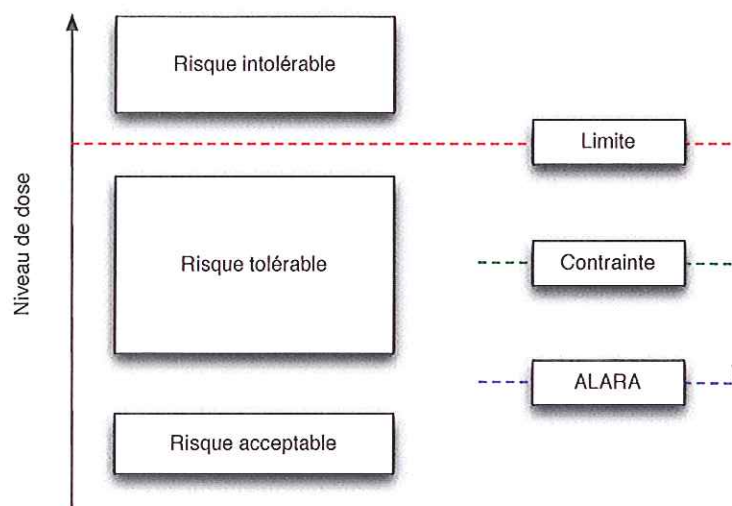 Risque intolérable
Limite
Niveau de dose
Risque tolérable
Contrainte
ALARA
Risque acceptable